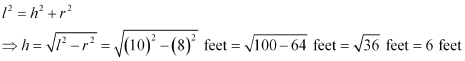 l² = h² + r²
⇒ h = √(l² − r²) = √((10)² − (8)²) feet = √(100 − 64) feet = √36 feet = 6 feet